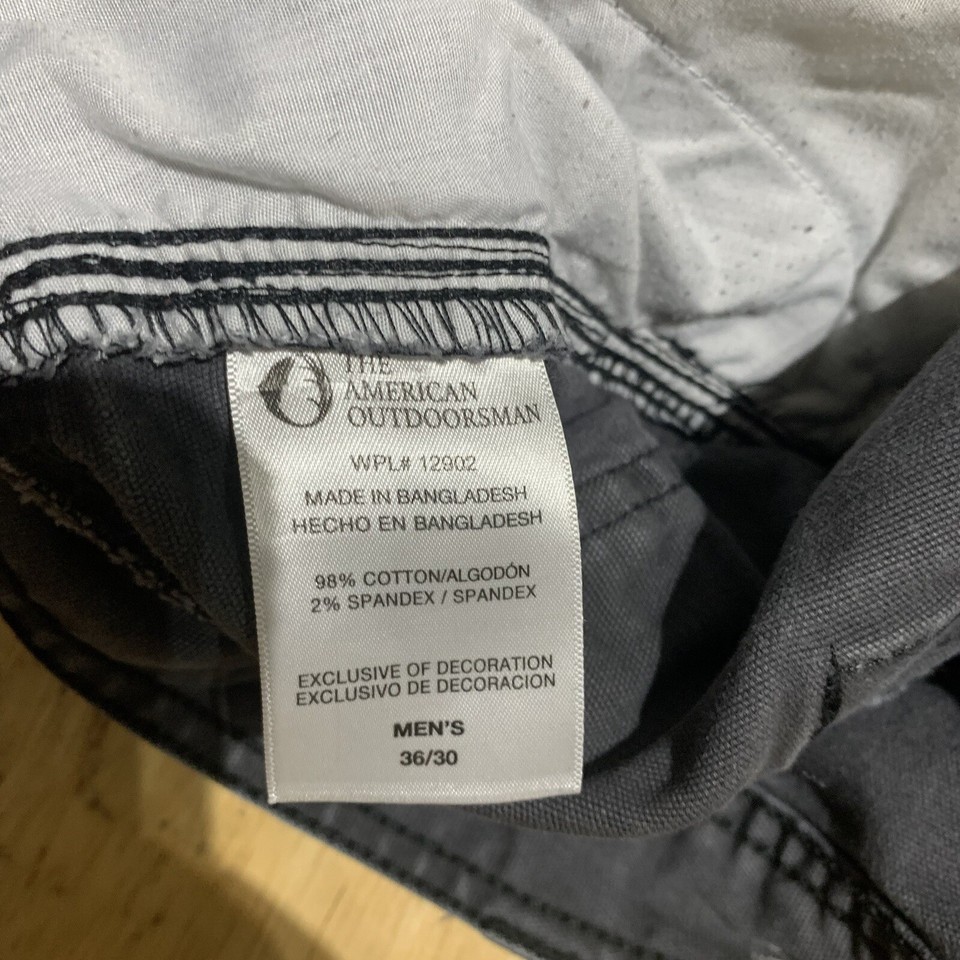 THE
AMERICAN
OUTDOORSMAN
WPL# 12902
MADE IN BANGLADESH
HECHO EN BANGLADESH
98% COTTON/ALGODÓN
2% SPANDEX / SPANDEX
EXCLUSIVE OF DECORATION
EXCLUSIVO DE DECORACION
MEN'S
36/30